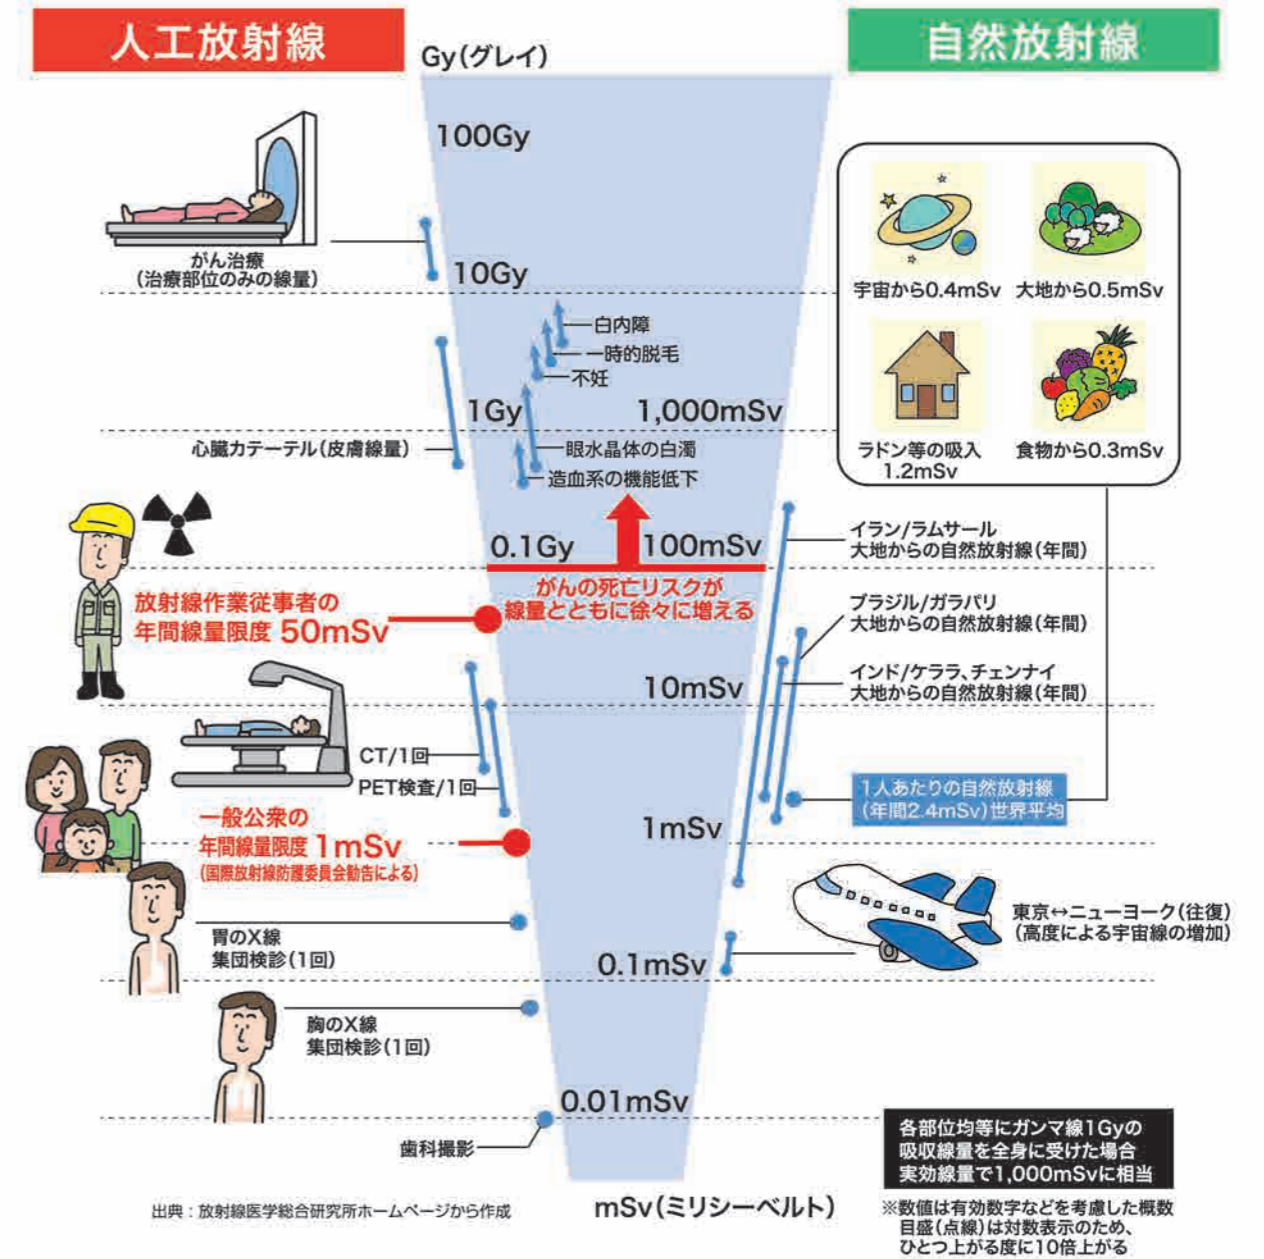 人工放射線
自然放射線
Gy(グレイ)
100Gy
がん治療
(治療部位のみの線量)
10Gy
宇宙から0.4mSv
大地から0.5mSv
白内障
一時的脱毛
不妊
1Gy
1,000mSv
心臓カテーテル(皮膚線量)
眼水晶体の白濁
造血系の機能低下
ラドン等の吸入
1.2mSv
食物から0.3mSv
0.1Gy
100mSv
がんの死亡リスクが
線量とともに徐々に増える
イラン/ラムサール
大地からの自然放射線(年間)
放射線作業従事者の
年間線量限度 50mSv
ブラジル/ガラパリ
大地からの自然放射線(年間)
インド/ケララ、チェンナイ
大地からの自然放射線(年間)
10mSv
CT/1回
PET検査/1回
1人あたりの自然放射線
(年間2.4mSv)世界平均
一般公衆の
年間線量限度 1mSv
(国際放射線防護委員会勧告による)
1mSv
胃のX線
集団検診(1回)
東京↔ニューヨーク(往復)
(高度による宇宙線の増加)
0.1mSv
胸のX線
集団検診(1回)
0.01mSv
歯科撮影
各部位均等にガンマ線1Gyの
吸収線量を全身に受けた場合
実効線量で1,000mSvに相当
mSv(ミリシーベルト)
出典:放射線医学総合研究所ホームページから作成
※数値は有効数字などを考慮した概数
目盛(点線)は対数表示のため、
ひとつ上がる度に10倍上がる